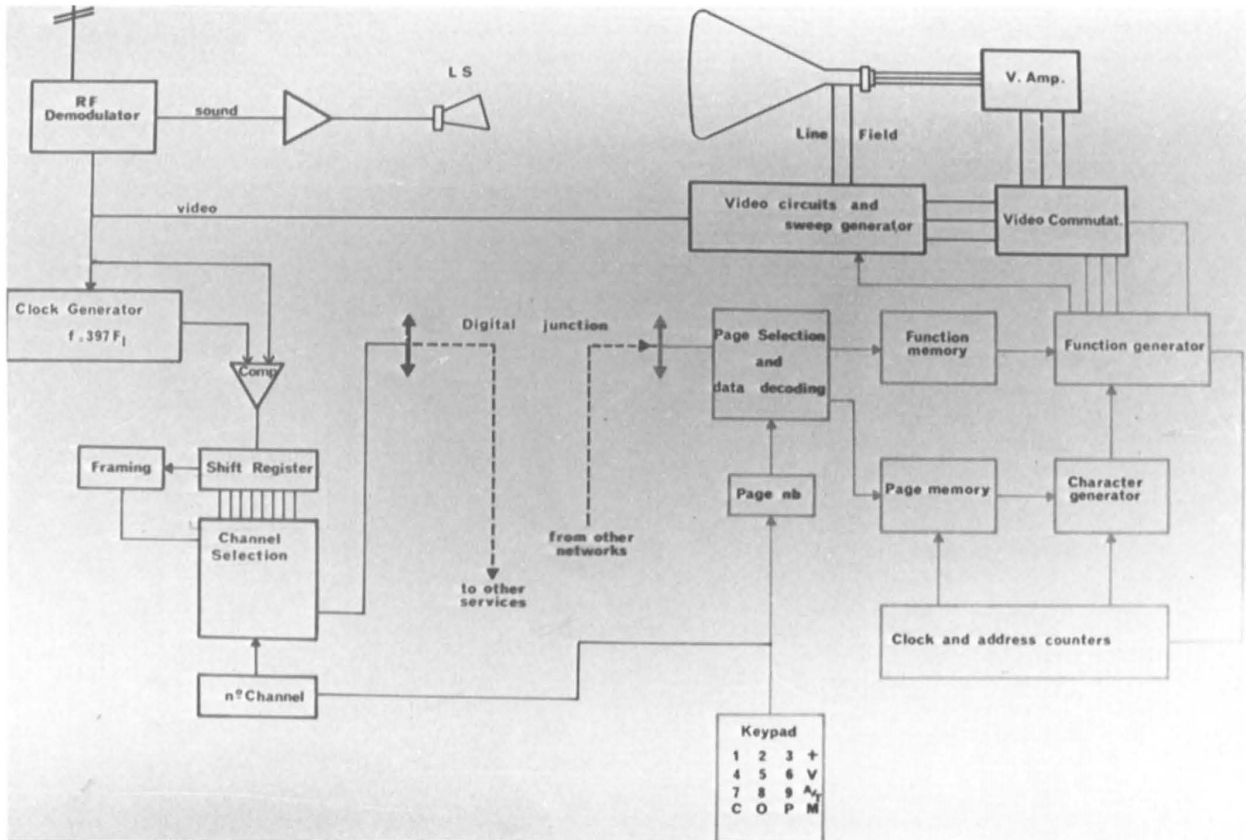 RF
Demodulator
sound
L S
V. Amp.
Line Field
video
Video circuits and
sweep generator
Video Commutat.
Clock Generator
f.397Fl
Comp
Digital junction
Page Selection
and
data decoding
Function
memory
Function generator
Framing
Shift Register
Channel
Selection
Page nb
Page memory
Character
generator
from other
networks
to other
services
Clock and address counters
nº Channel
Keypad
1 2 3 +
4 5 6 V
7 8 9 A/T
C O P M